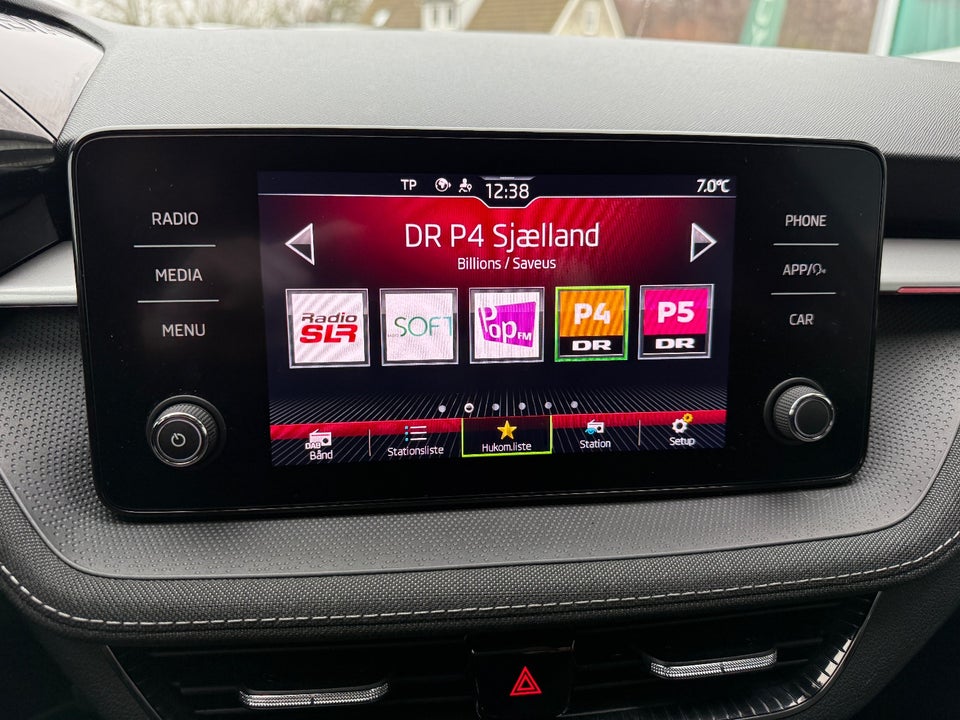 TP 12:38 7.0°C
RADIO
MEDIA
MENU
PHONE
APP/
CAR
DR P4 Sjælland
Billions / Saveus
Radio SLR
SOFT
Pop FM
P4 DR
P5 DR
DAB Bånd
Stationsliste
Hukom.liste
Station
Setup